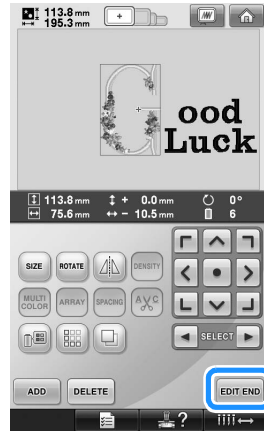 113.8 mm
195.3 mm
ood
Luck
113.8 mm + 0.0 mm 0°
75.6 mm - 10.5 mm 6
SIZE ROTATE DENSITY
MULTI COLOR ARRAY SPACING A C
SELECT
ADD DELETE EDIT END
?